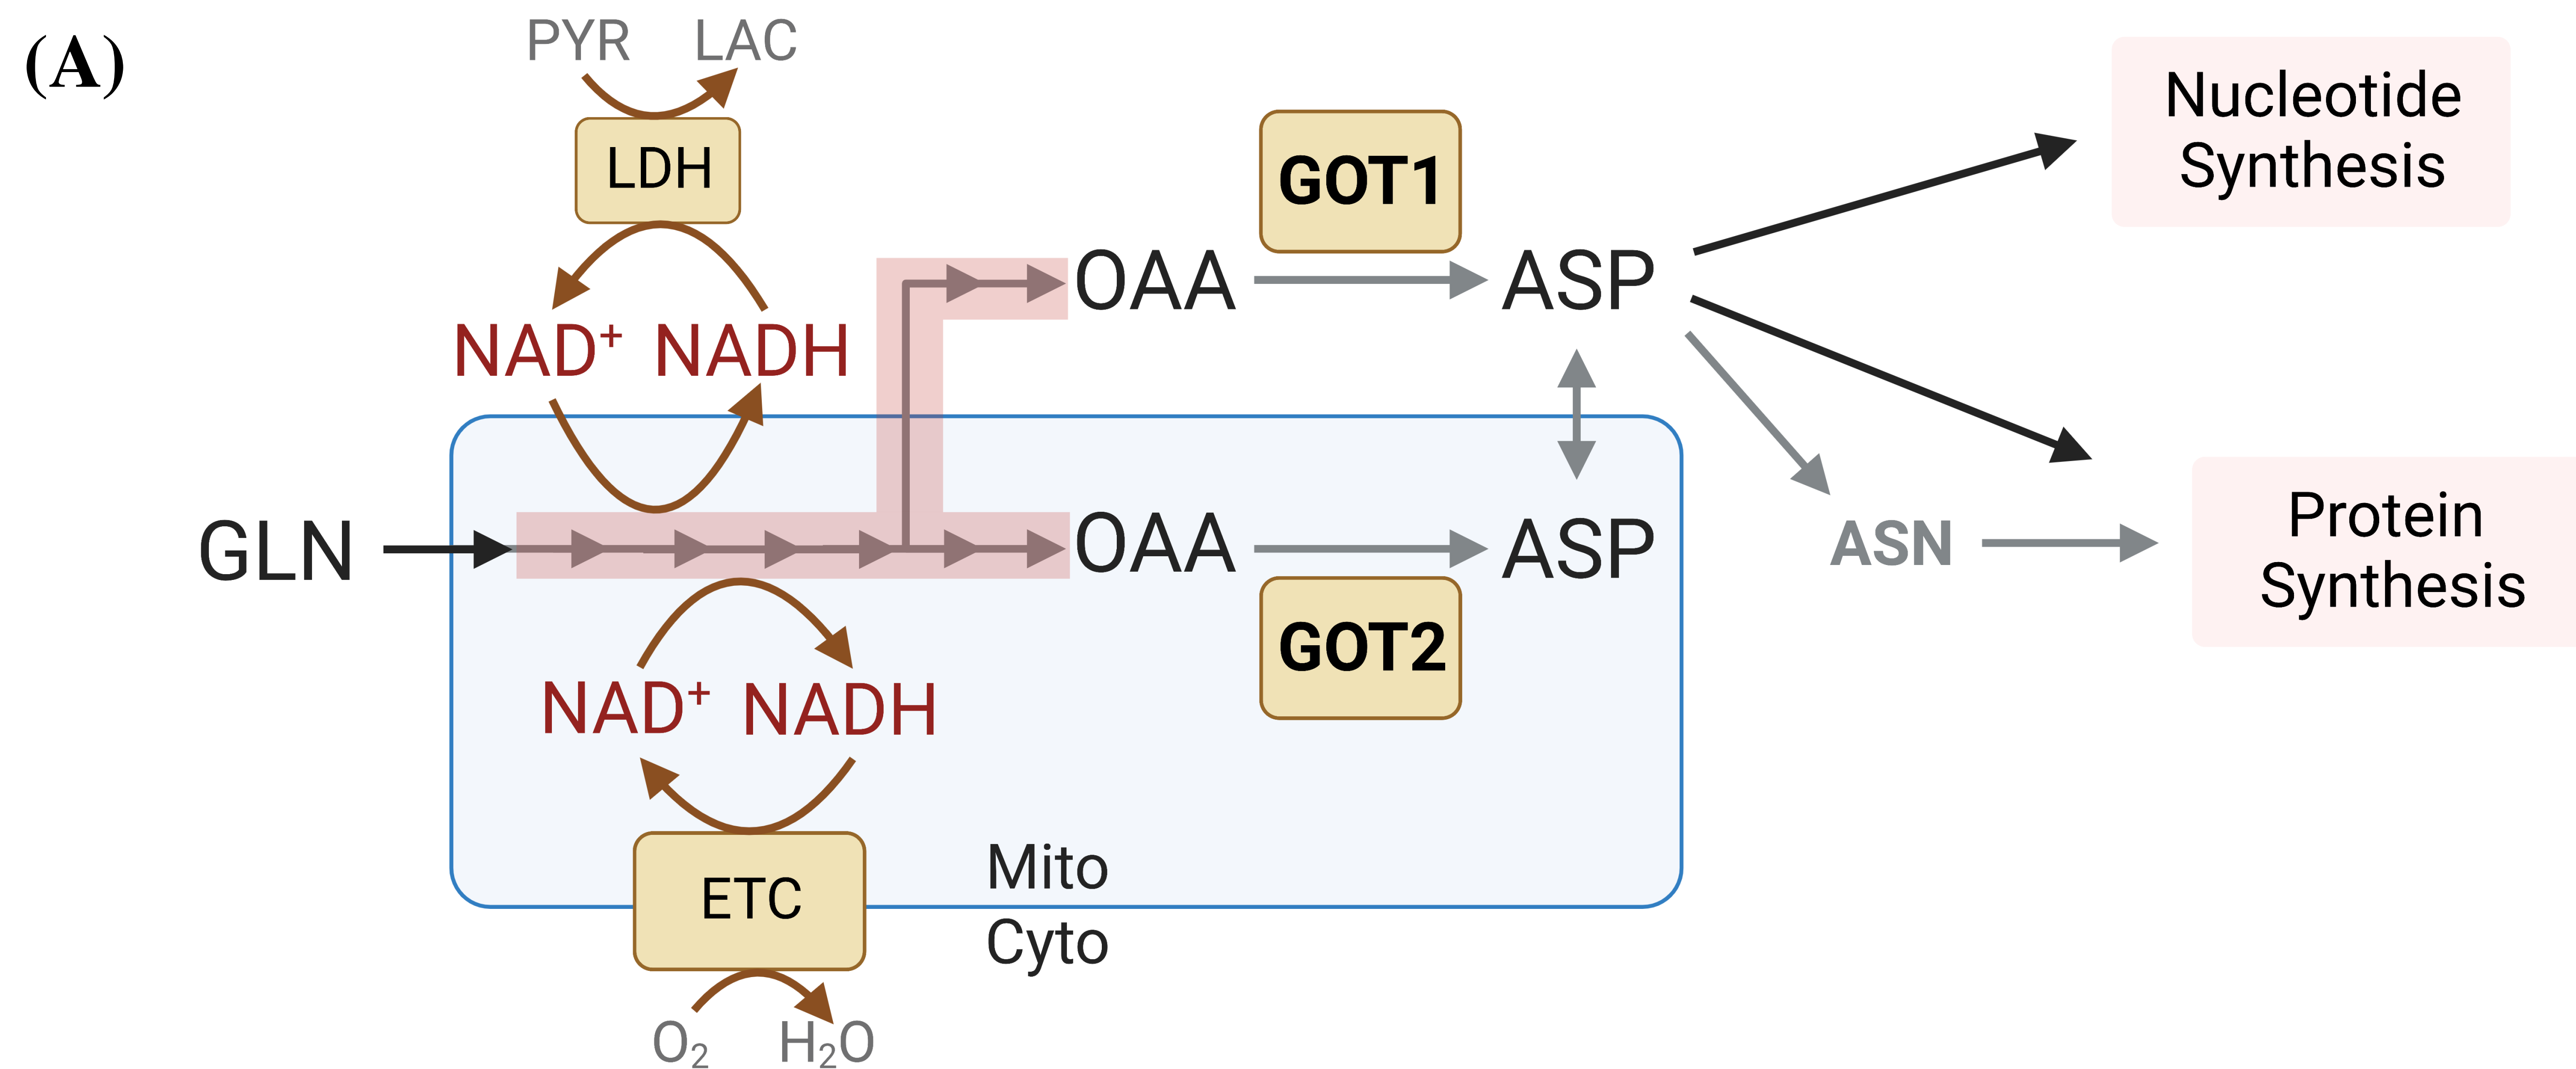 (A)
PYR LAC
LDH
NAD⁺ NADH
GOT1
OAA ASP
Nucleotide
Synthesis
GLN
OAA ASP
GOT2
ASN
Protein
Synthesis
NAD⁺ NADH
ETC
Mito
Cyto
O₂ H₂O